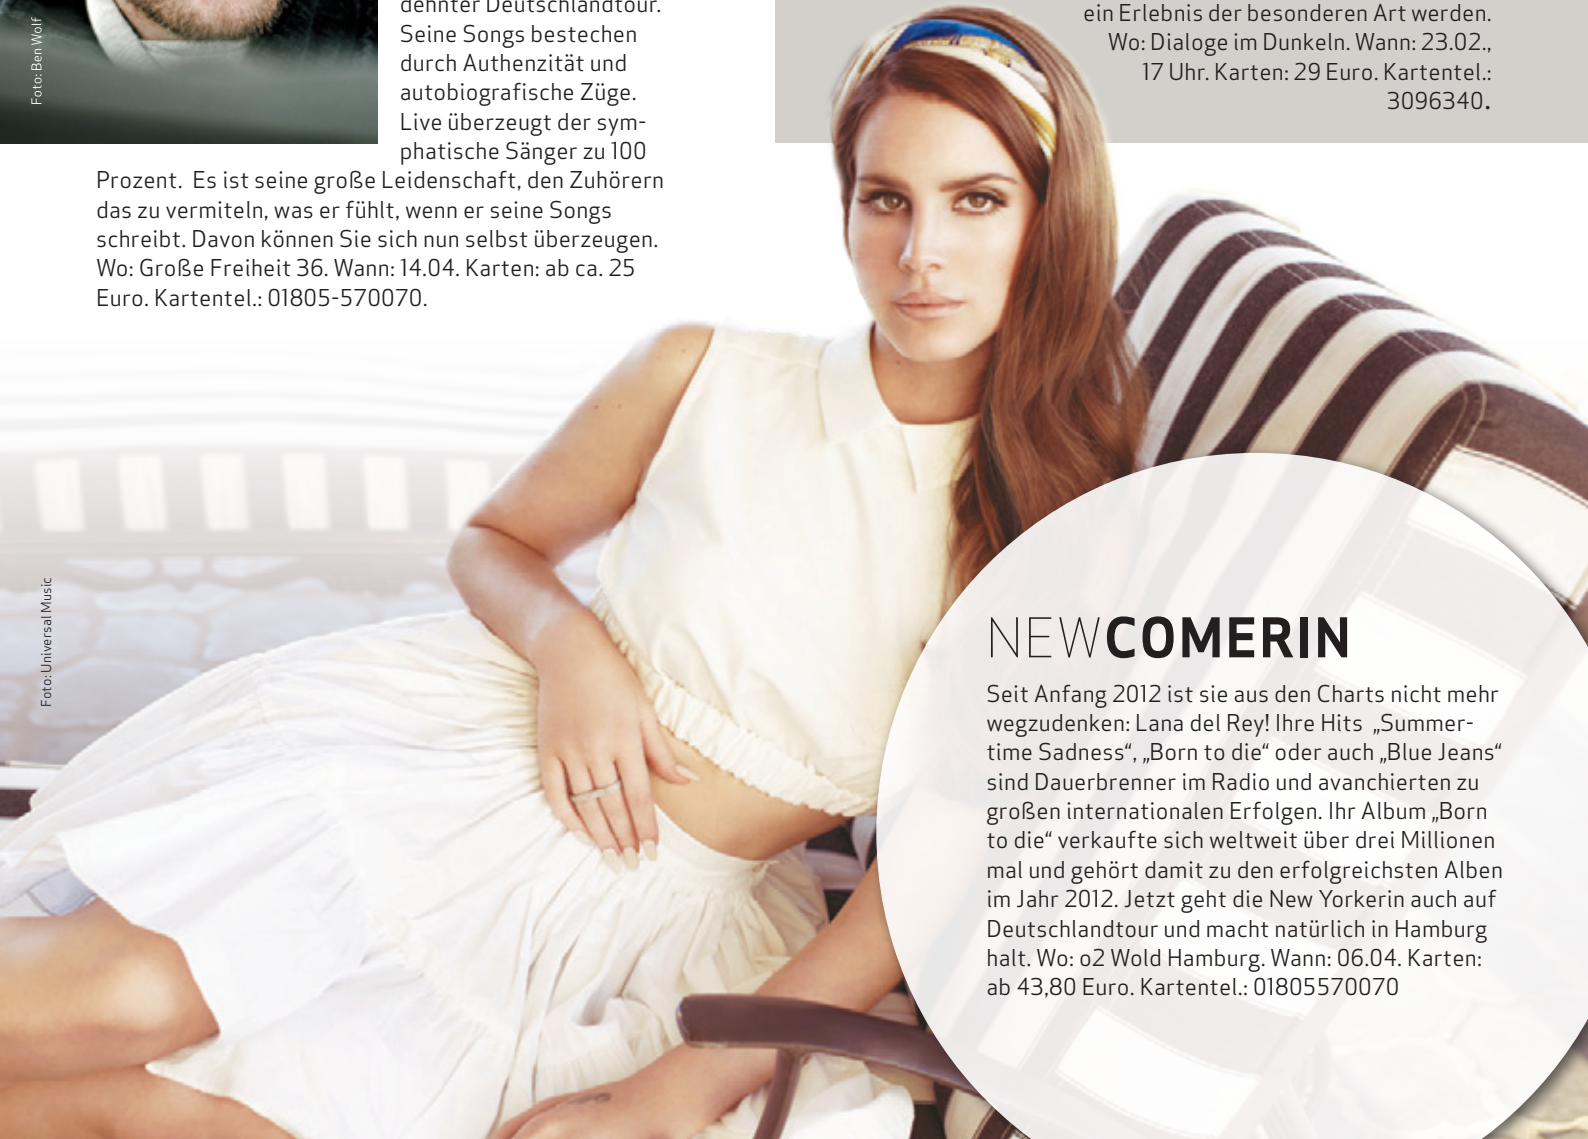 dehnter Deutschlandtour.
Seine Songs bestechen
durch Authenzität und
autobiografische Züge.
Live überzeugt der sym-
phatische Sänger zu 100
Prozent. Es ist seine große Leidenschaft, den Zuhörern
das zu vermiteln, was er fühlt, wenn er seine Songs
schreibt. Davon können Sie sich nun selbst überzeugen.
Wo: Große Freiheit 36. Wann: 14.04. Karten: ab ca. 25
Euro. Kartentel.: 01805-570070.
Foto: Ben Wolf
ein Erlebnis der besonderen Art werden.
Wo: Dialoge im Dunkeln. Wann: 23.02.,
17 Uhr. Karten: 29 Euro. Kartentel.:
3096340.
Foto: Universal Music
NEWCOMERIN
Seit Anfang 2012 ist sie aus den Charts nicht mehr
wegzudenken: Lana del Rey! Ihre Hits „Summer-
time Sadness“, „Born to die“ oder auch „Blue Jeans“
sind Dauerbrenner im Radio und avanchierten zu
großen internationalen Erfolgen. Ihr Album „Born
to die“ verkaufte sich weltweit über drei Millionen
mal und gehört damit zu den erfolgreichsten Alben
im Jahr 2012. Jetzt geht die New Yorkerin auch auf
Deutschlandtour und macht natürlich in Hamburg
halt. Wo: o2 Wold Hamburg. Wann: 06.04. Karten:
ab 43,80 Euro. Kartentel.: 01805570070